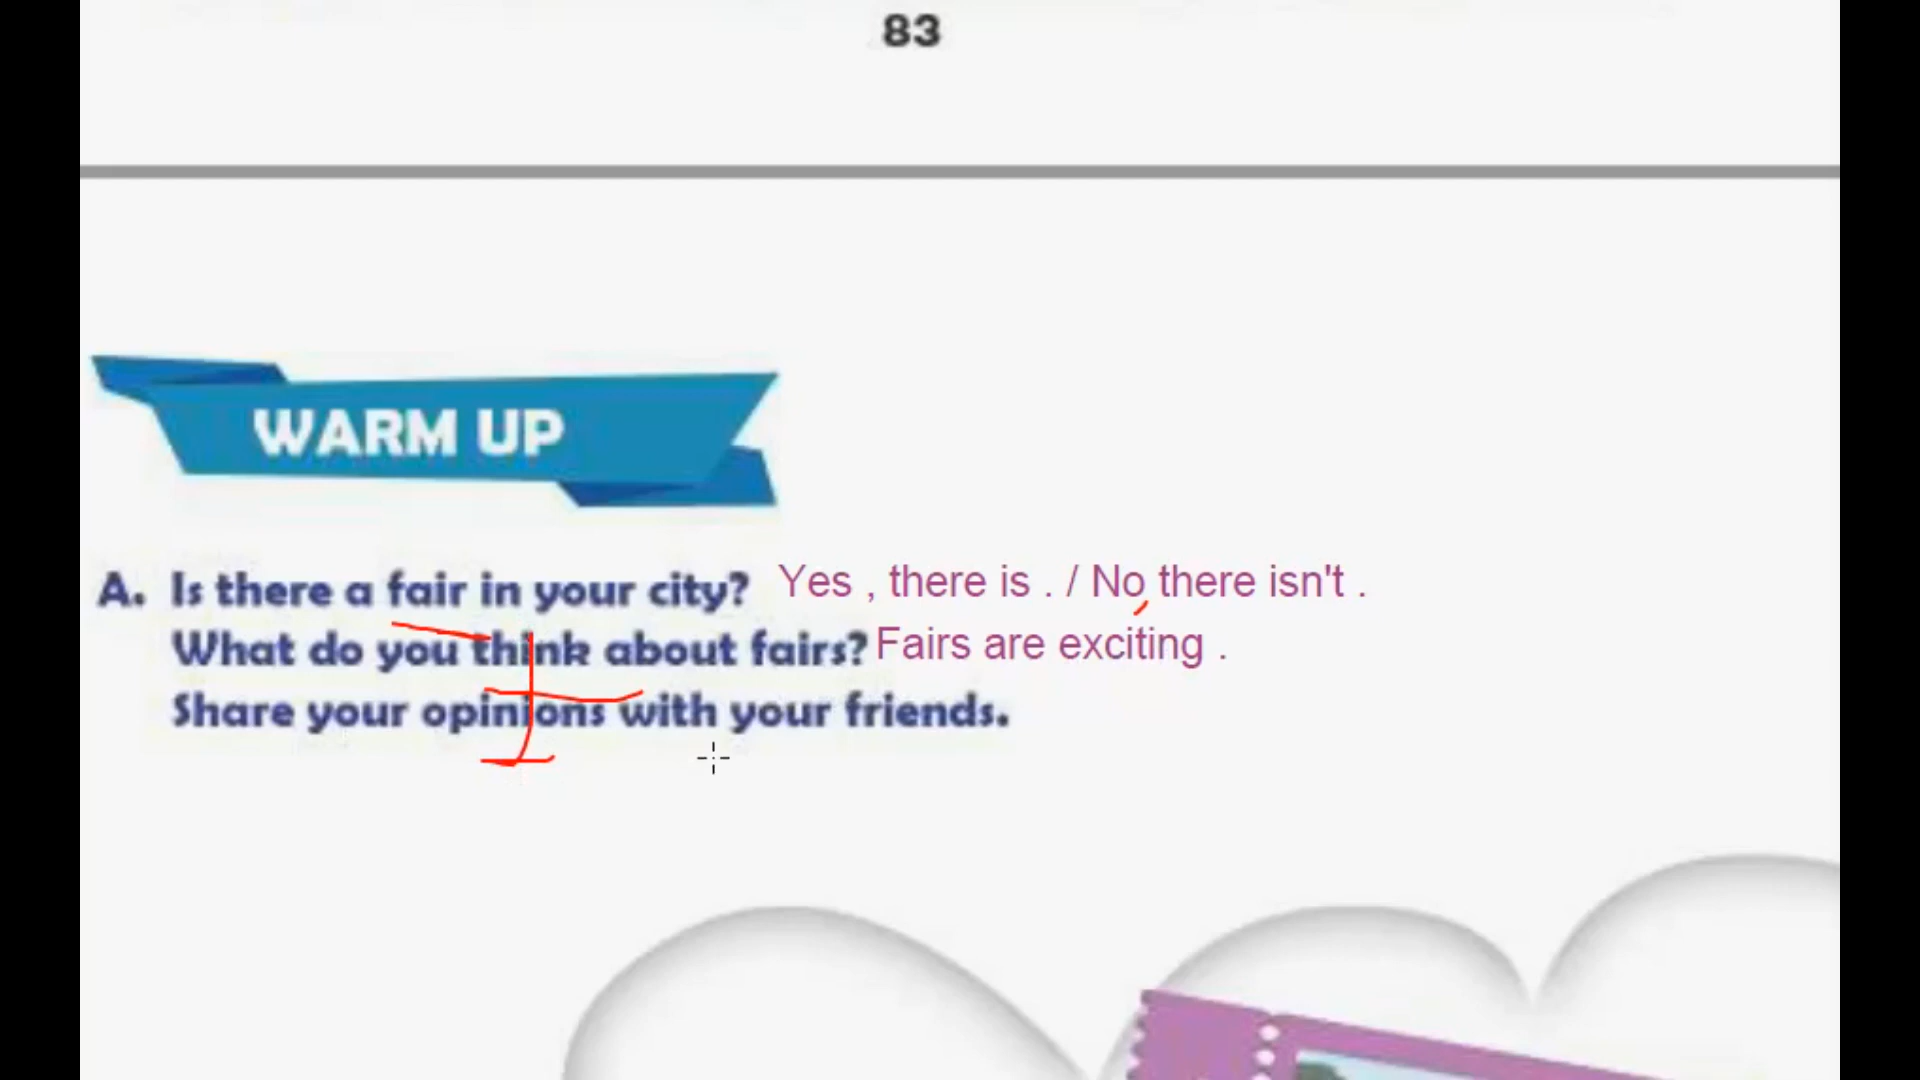 83
WARM UP
A. Is there a fair in your city? Yes , there is . / No there isn't .
What do you think about fairs? Fairs are exciting .
Share your opinions with your friends.